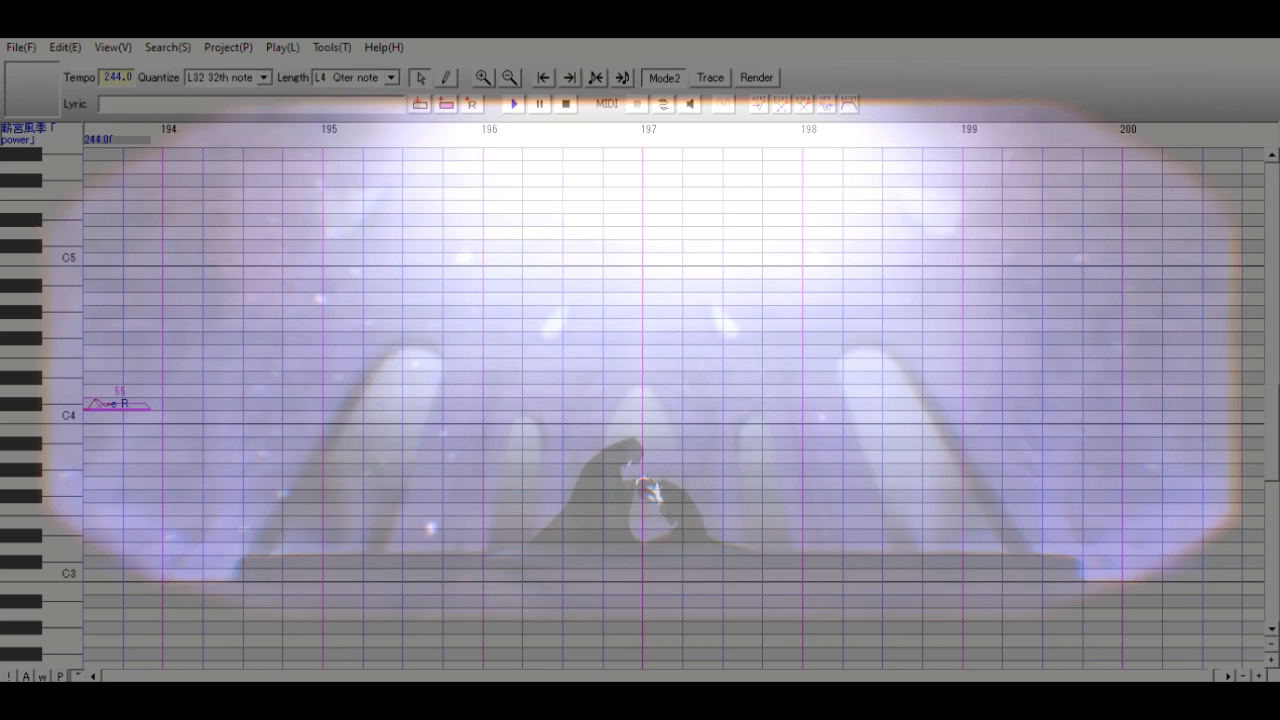 File(F) Edit(E) View(V) Search(S) Project(P) Play(L) Tools(T) Help(H)
Tempo 244.0 Quantize L32 32th note Length L4 Qter note Mode2 Trace Render
Lyric R MIDI
薪宮風季「
power」
194 195 196 197 198 199 200
244.0
C5
55
e R
C4
C3
! A w P ~